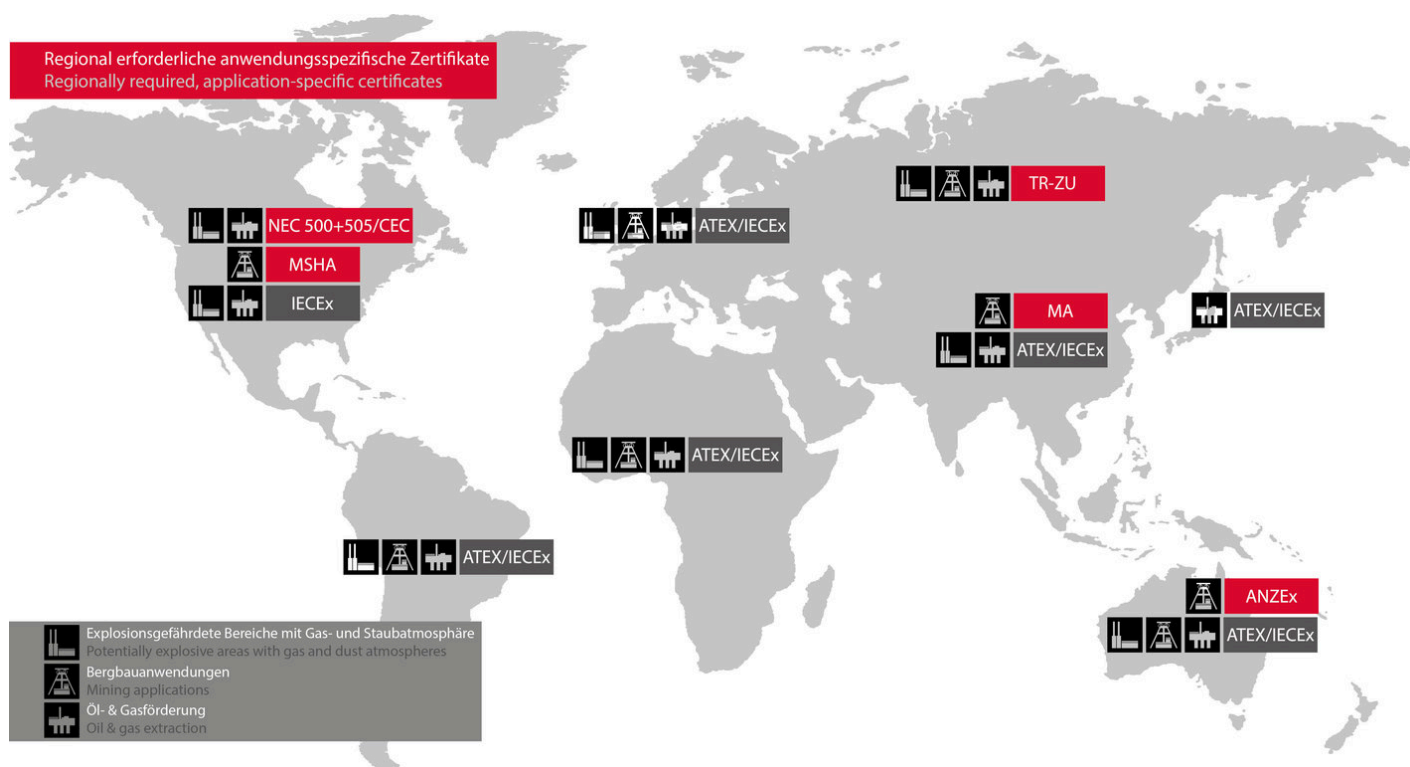 Regional erforderliche anwendungsspezifische Zertifikate
Regionally required, application-specific certificates
TR-ZU
NEC 500+505/CEC
ATEX/IECEx
MSHA
IECEx
MA
ATEX/IECEx
ATEX/IECEx
ATEX/IECEx
ATEX/IECEx
ANZEx
ATEX/IECEx
Explosionsgefährdete Bereiche mit Gas- und Staubatmosphäre
Potentially explosive areas with gas and dust atmospheres
Bergbauanwendungen
Mining applications
Öl- & Gasförderung
Oil & gas extraction